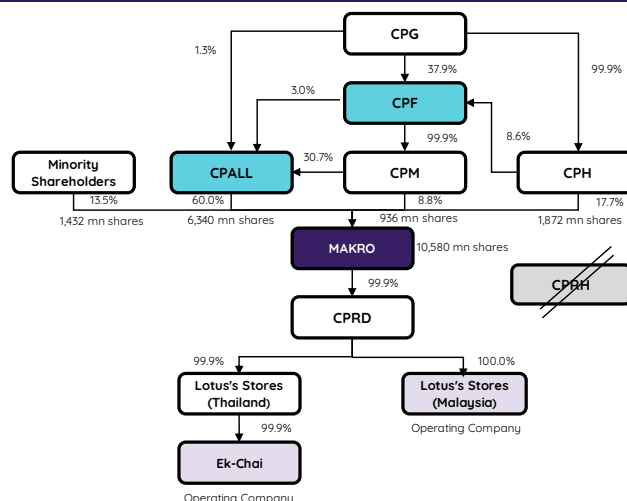 CPG
1.3%
37.9%
99.9%
3.0%
CPF
8.6%
99.9%
30.7%
Minority
Shareholders
CPALL
CPM
CPH
13.5%
60.0%
8.8%
17.7%
1,432 mn shares
6,340 mn shares
936 mn shares
1,872 mn shares
MAKRO
10,580 mn shares
CPRH
99.9%
CPRD
99.9%
100.0%
Lotus's Stores
(Thailand)
Lotus's Stores
(Malaysia)
99.9%
Operating Company
Ek-Chai
Operating Company